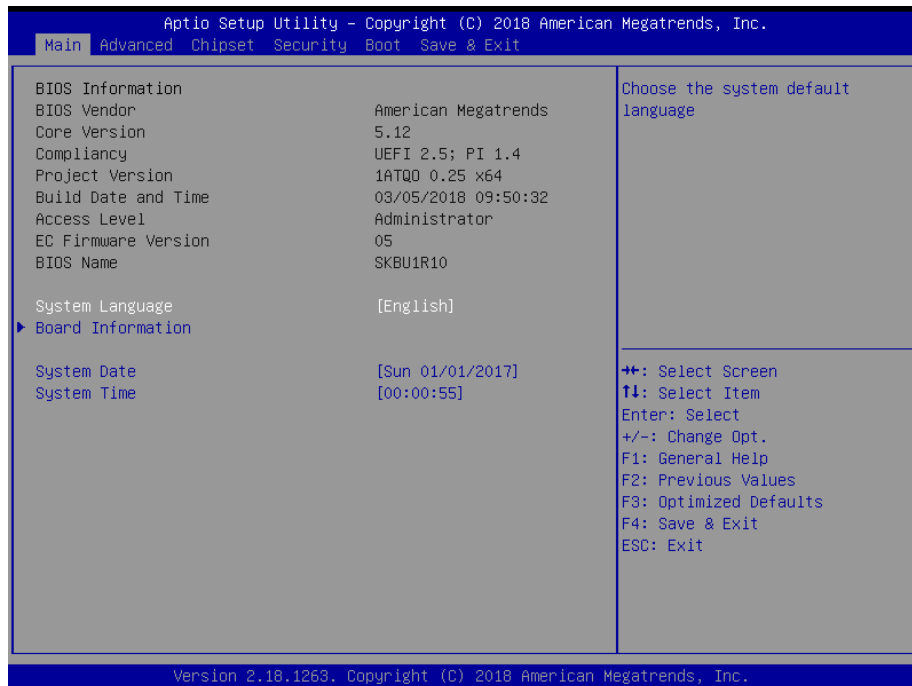 Aptio Setup Utility – Copyright (C) 2018 American Megatrends, Inc.
Main Advanced Chipset Security Boot Save & Exit
BIOS Information
BIOS Vendor American Megatrends
Core Version 5.12
Compliancy UEFI 2.5; PI 1.4
Project Version 1ATQO 0.25 x64
Build Date and Time 03/05/2018 09:50:32
Access Level Administrator
EC Firmware Version 05
BIOS Name SKBU1R10
System Language [English]
Board Information
System Date [Sun 01/01/2017]
System Time [00:00:55]
Choose the system default
language
→←: Select Screen
↑↓: Select Item
Enter: Select
+/-: Change Opt.
F1: General Help
F2: Previous Values
F3: Optimized Defaults
F4: Save & Exit
ESC: Exit
Version 2.18.1263. Copyright (C) 2018 American Megatrends, Inc.